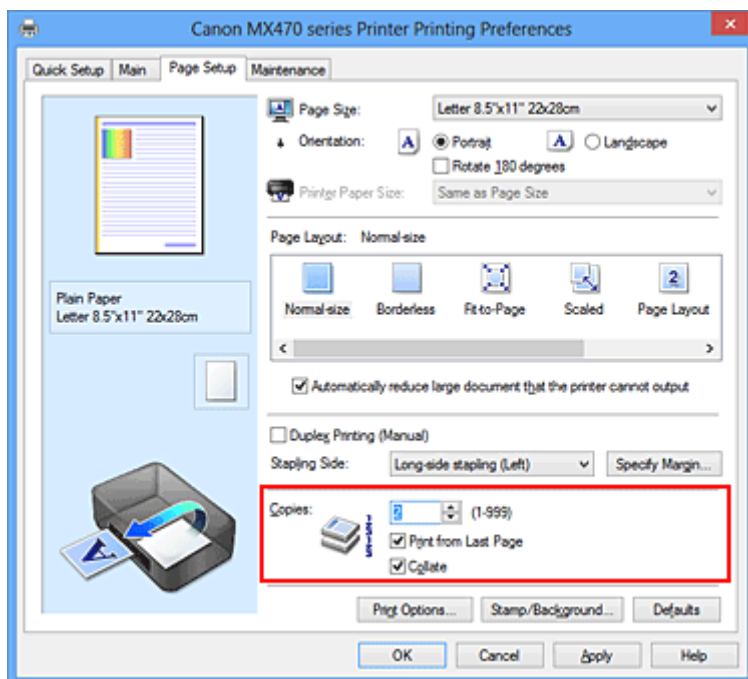 Canon MX470 series Printer Printing Preferences
Quick Setup Main Page Setup Maintenance
Page Size: Letter 8.5"x11" 22x28cm
Orientation: A Portrait A Landscape
Rotate 180 degrees
Printer Paper Size: Same as Page Size
Page Layout: Normal-size
2
Normal-size Borderless Fit-to-Page Scaled Page Layout
Plain Paper
Letter 8.5"x11" 22x28cm
Automatically reduce large document that the printer cannot output
Duplex Printing (Manual)
Stapling Side: Long-side stapling (Left) Specify Margin...
Copies: 2 (1-999)
Print from Last Page
Collate
A
Print Options... Stamp/Background... Defaults
OK Cancel Apply Help